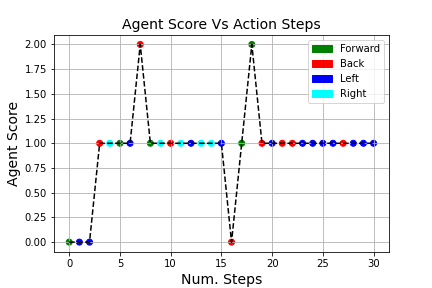 Agent Score Vs Action Steps
Agent Score
2.00
1.75
1.50
1.25
1.00
0.75
0.50
0.25
0.00
Forward
Back
Left
Right
0 5 10 15 20 25 30
Num. Steps